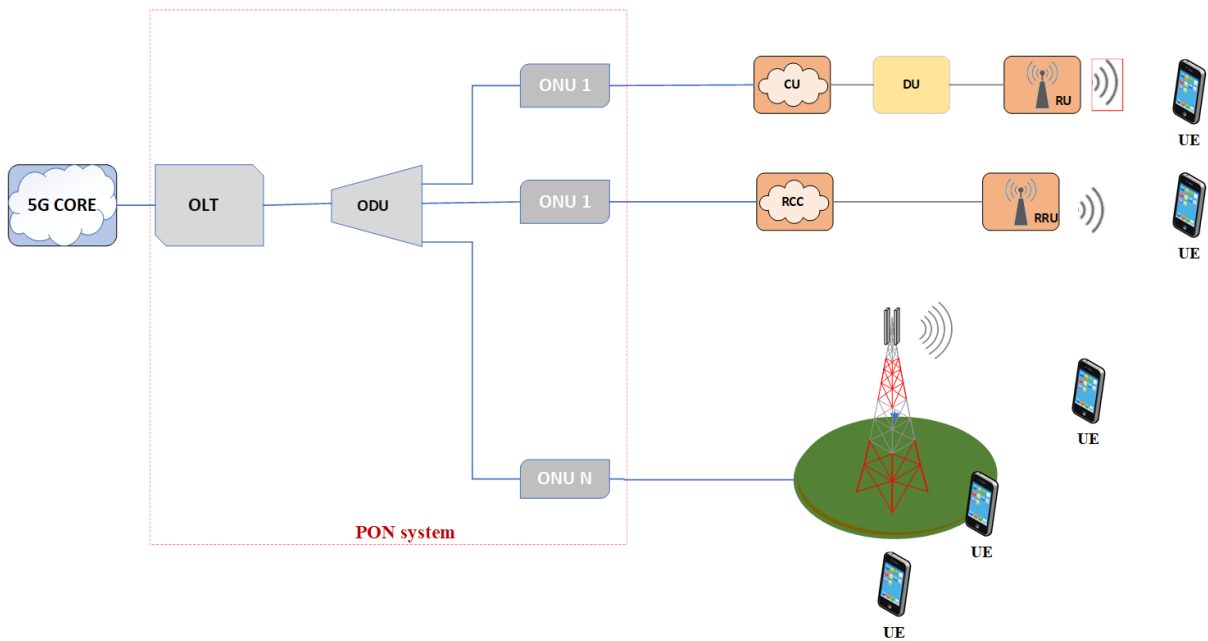 ONU 1
CU
DU
RU
UE
5G CORE
OLT
ODU
ONU 1
RCC
RRU
UE
UE
ONU N
PON system
UE
UE